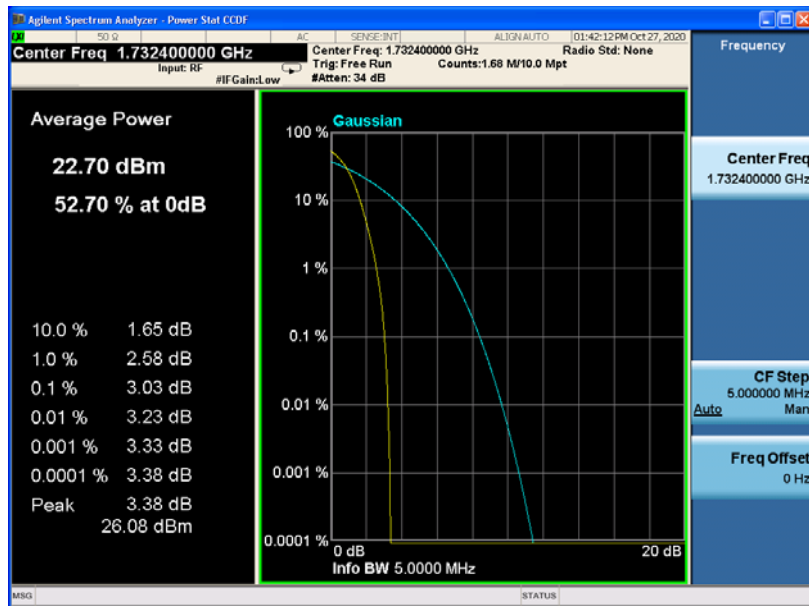 Agilent Spectrum Analyzer - Power Stat CCDF
50 Ω AC SENSE:INT ALIGN AUTO 01:42:12 PM Oct 27, 2020
Center Freq 1.732400000 GHz
Input: RF
#IFGain:Low
Center Freq: 1.732400000 GHz Radio Std: None
Trig: Free Run Counts:1.68 M/10.0 Mpt
#Atten: 34 dB
Average Power
22.70 dBm
52.70 % at 0dB
10.0 % 1.65 dB
1.0 % 2.58 dB
0.1 % 3.03 dB
0.01 % 3.23 dB
0.001 % 3.33 dB
0.0001 % 3.38 dB
Peak 3.38 dB
26.08 dBm
Gaussian
100 %
10 %
1 %
0.1 %
0.01 %
0.001 %
0.0001 %
0 dB 20 dB
Info BW 5.0000 MHz
Frequency
Center Freq
1.732400000 GHz
CF Step
5.000000 MHz
Auto Man
Freq Offset
0 Hz
MSG STATUS